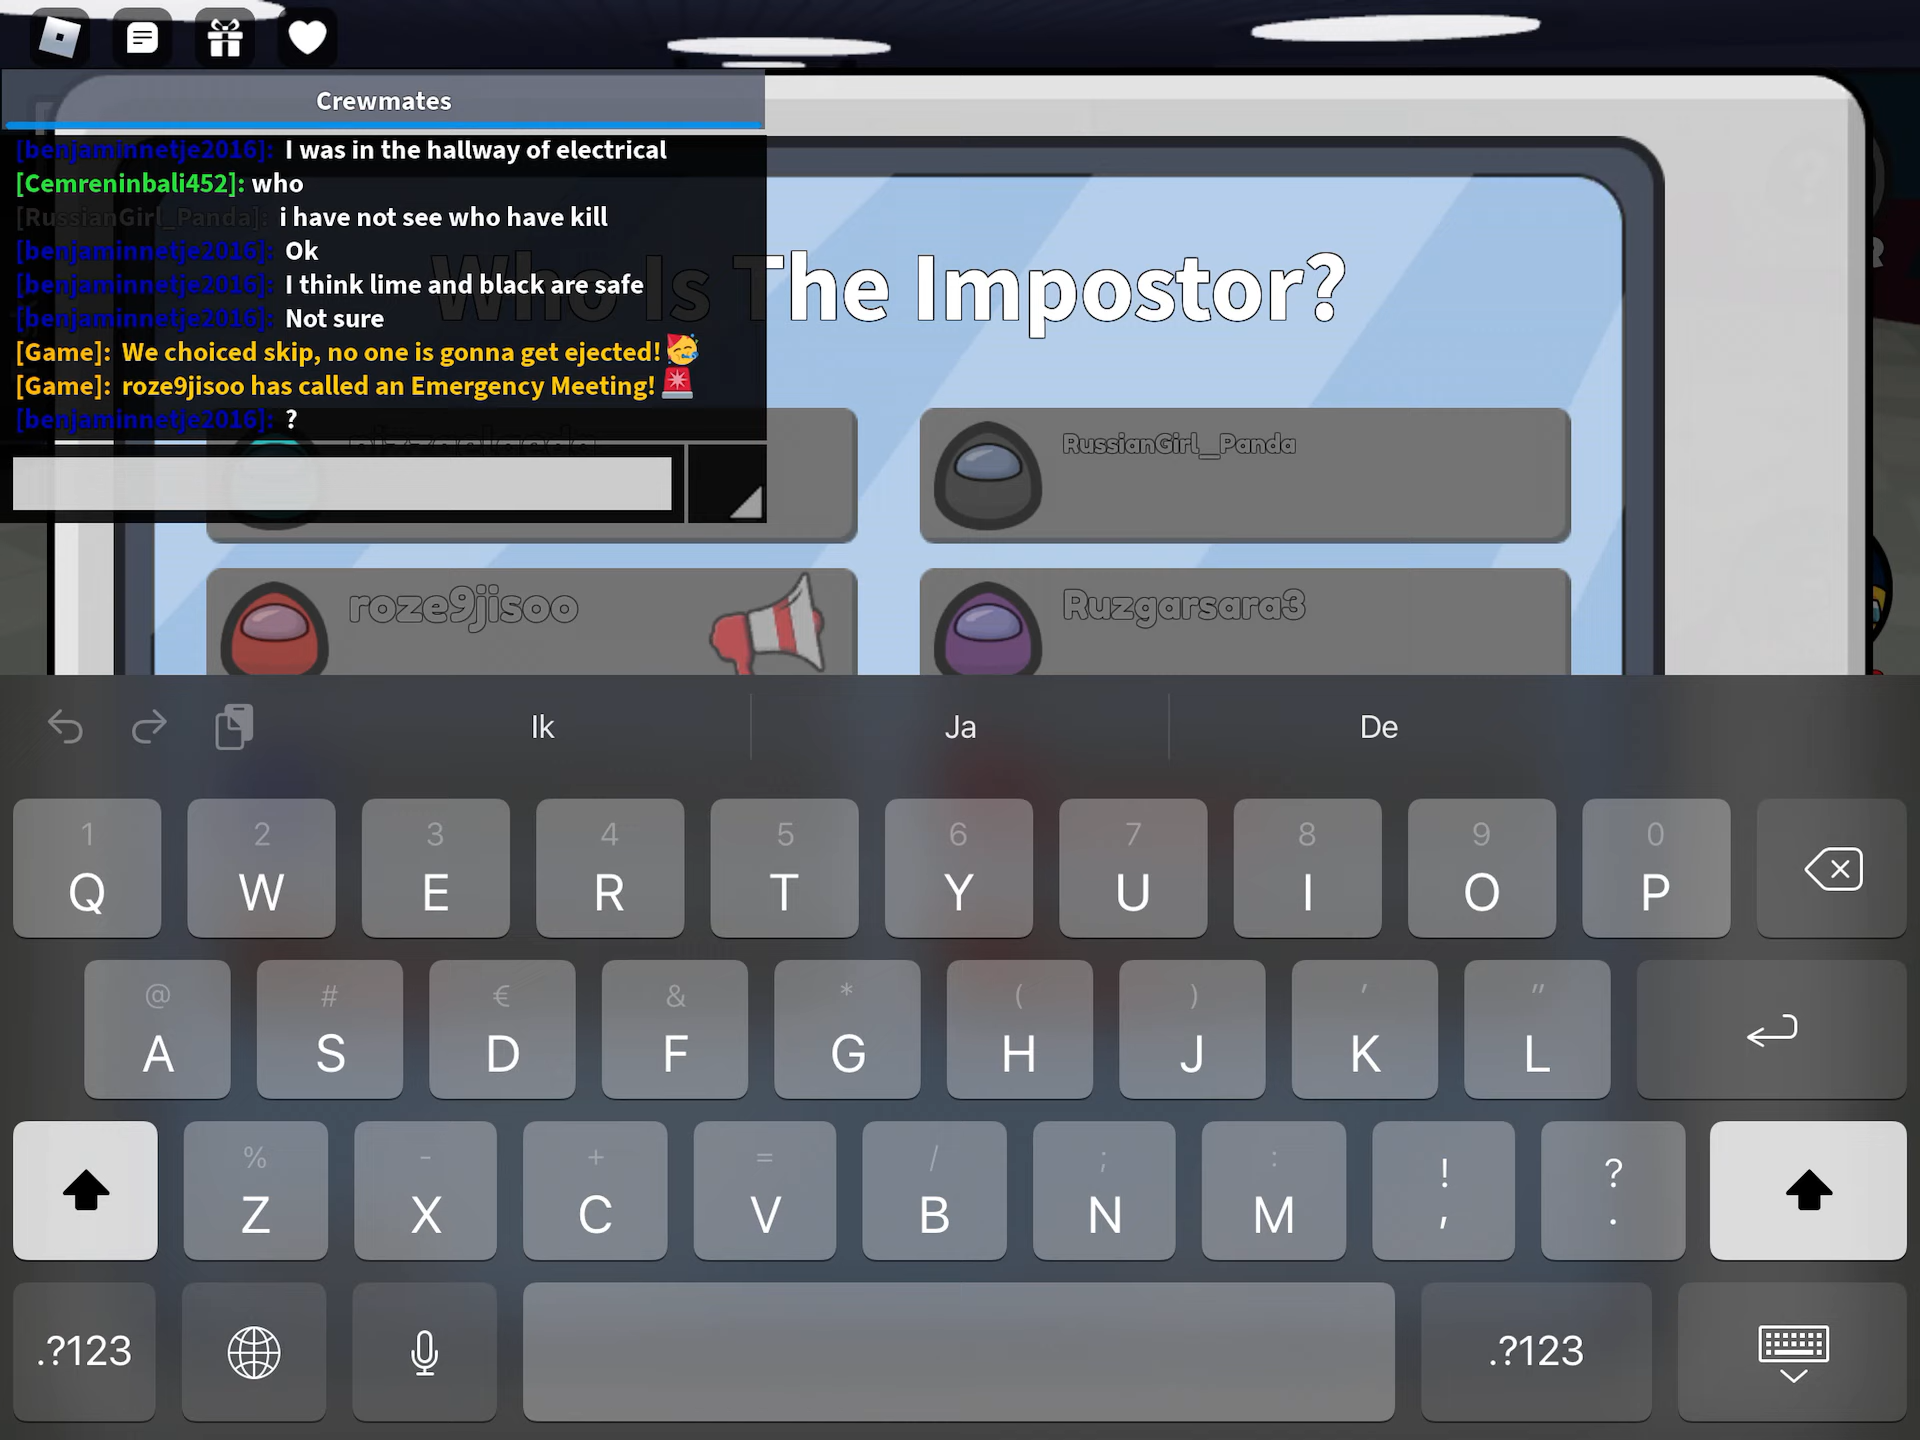 Crewmates
[benjaminnetje2016]: I was in the hallway of electrical
[Cemreninbali452]: who
[RussianGirl_Panda]: i have not see who have kill
[benjaminnetje2016]: Ok
[benjaminnetje2016]: I think lime and black are safe
[benjaminnetje2016]: Not sure
[Game]: We choiced skip, no one is gonna get ejected!🥳
[Game]: roze9jisoo has called an Emergency Meeting!🚨
[benjaminnetje2016]: ?
Who Is The Impostor?
RussianGirl_Panda
roze9jisoo
Ruzgarsara3
Ik Ja De
1 2 3 4 5 6 7 8 9 0
Q W E R T Y U I O P
@ # € & * ( ) ' "
A S D F G H J K L
% - + = / ; : ! ?
Z X C V B N M , .
.?123 .?123